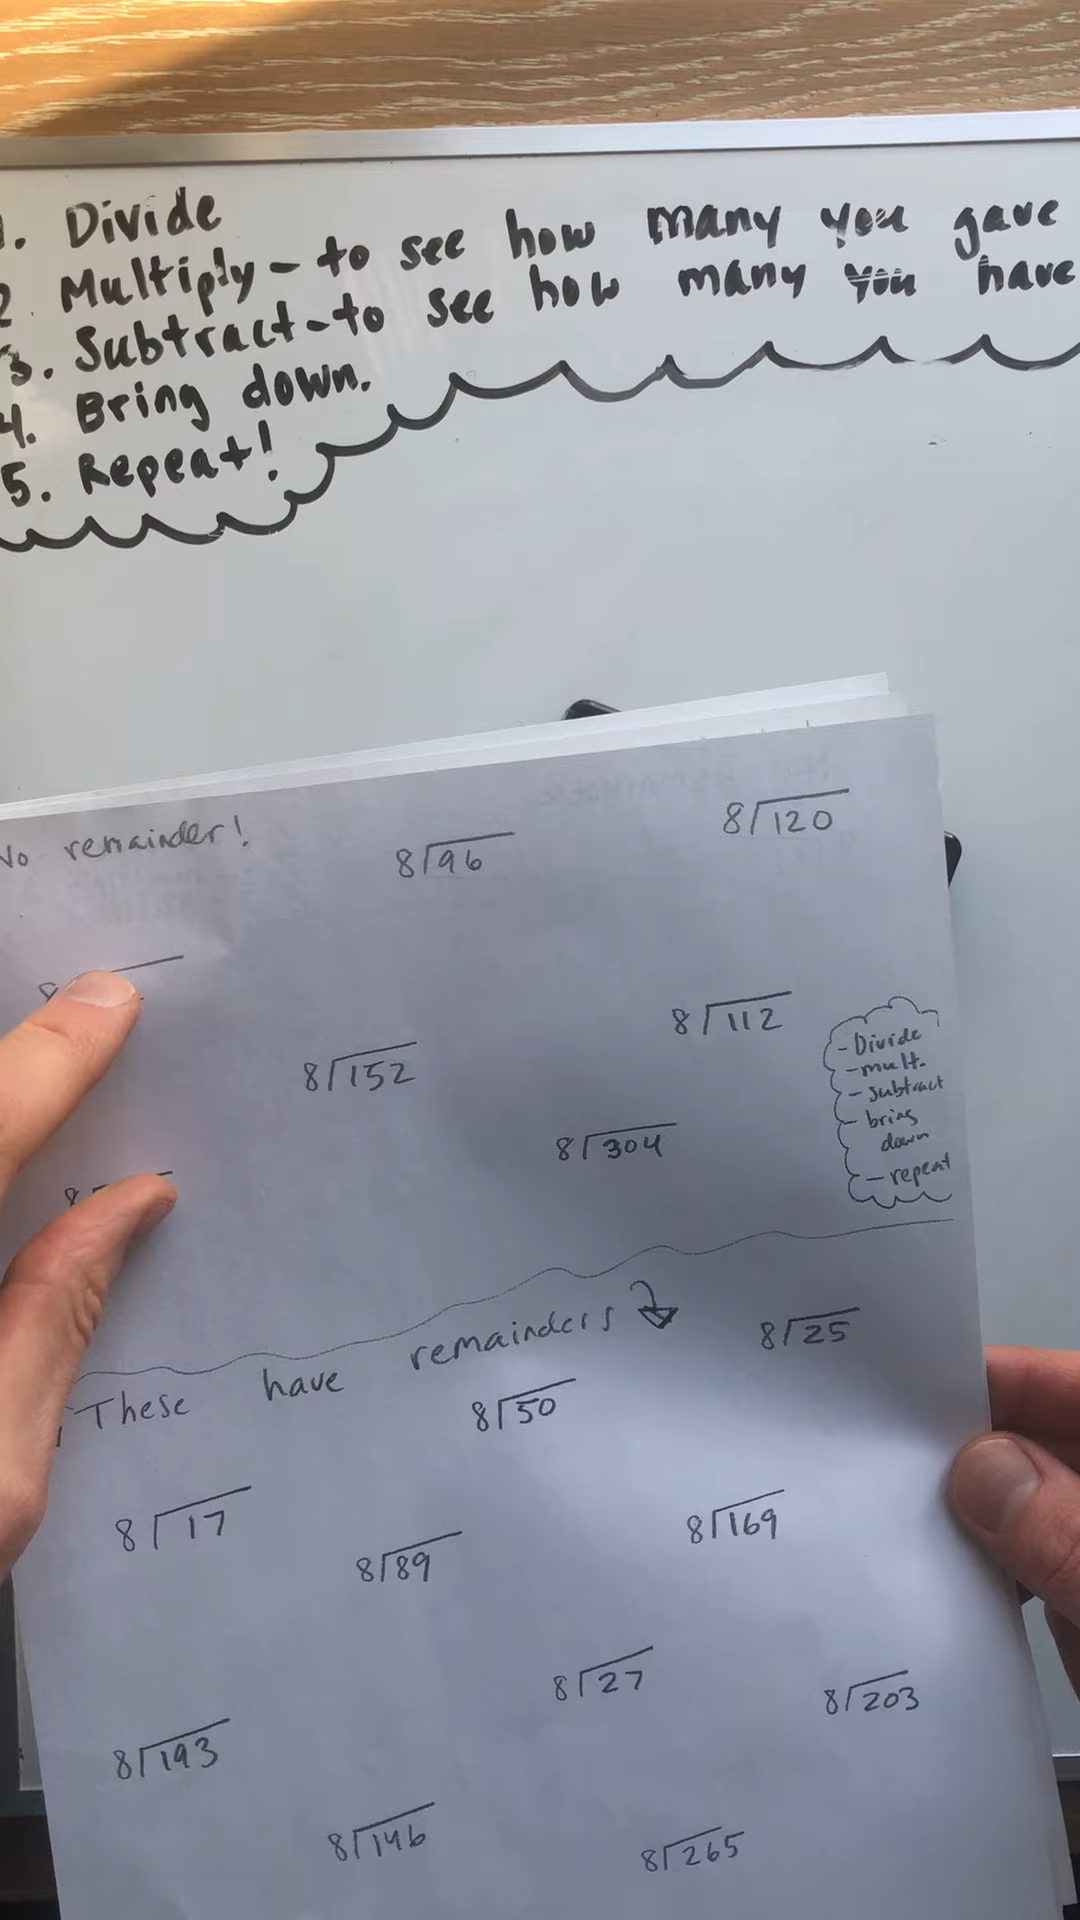 1. Divide
2. Multiply - to see how many you gave
3. Subtract - to see how many you have
4. Bring down.
5. Repeat!
No remainder!
8⟌96
8⟌120
8
8⟌152
8⟌112
8
8⟌304
- Divide
- mult.
- subtract
- bring
down
- repeat
These have remainders
8⟌25
8⟌50
8⟌17
8⟌89
8⟌169
8⟌27
8⟌203
8⟌193
8⟌146
8⟌265